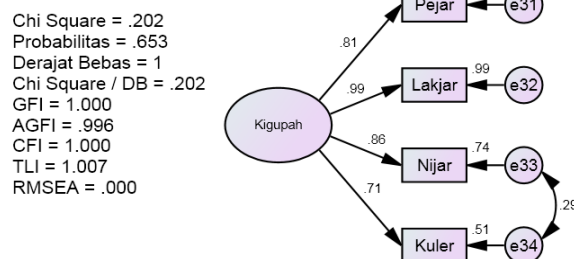 Chi Square = .202
Probabilitas = .653
Derajat Bebas = 1
Chi Square / DB = .202
GFI = 1.000
AGFI = .996
CFI = 1.000
TLI = 1.007
RMSEA = .000
Kigupah
.81
.99
.86
.71
Pejar
e31
.99
Lakjar
e32
.74
Nijar
e33
.29
.51
Kuler
e34